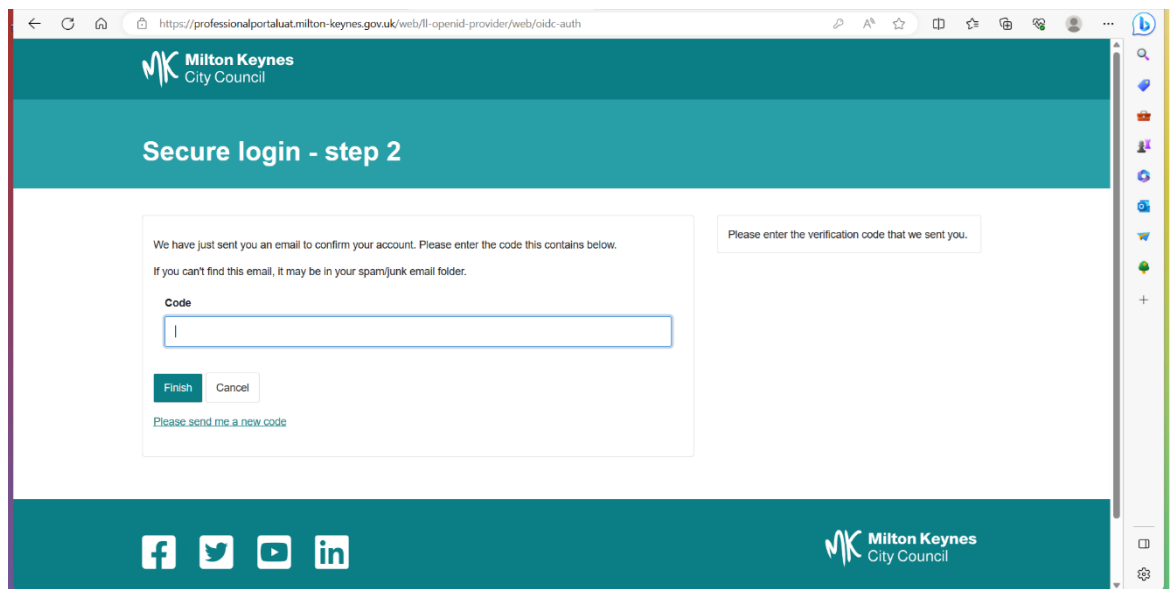 https://professionalportaluat.milton-keynes.gov.uk/web/ll-openid-provider/web/oidc-auth
MK Milton Keynes
City Council
Secure login - step 2
We have just sent you an email to confirm your account. Please enter the code this contains below.
Please enter the verification code that we sent you.
If you can't find this email, it may be in your spam/junk email folder.
Code
Finish Cancel
Please send me a new code
MK Milton Keynes
City Council